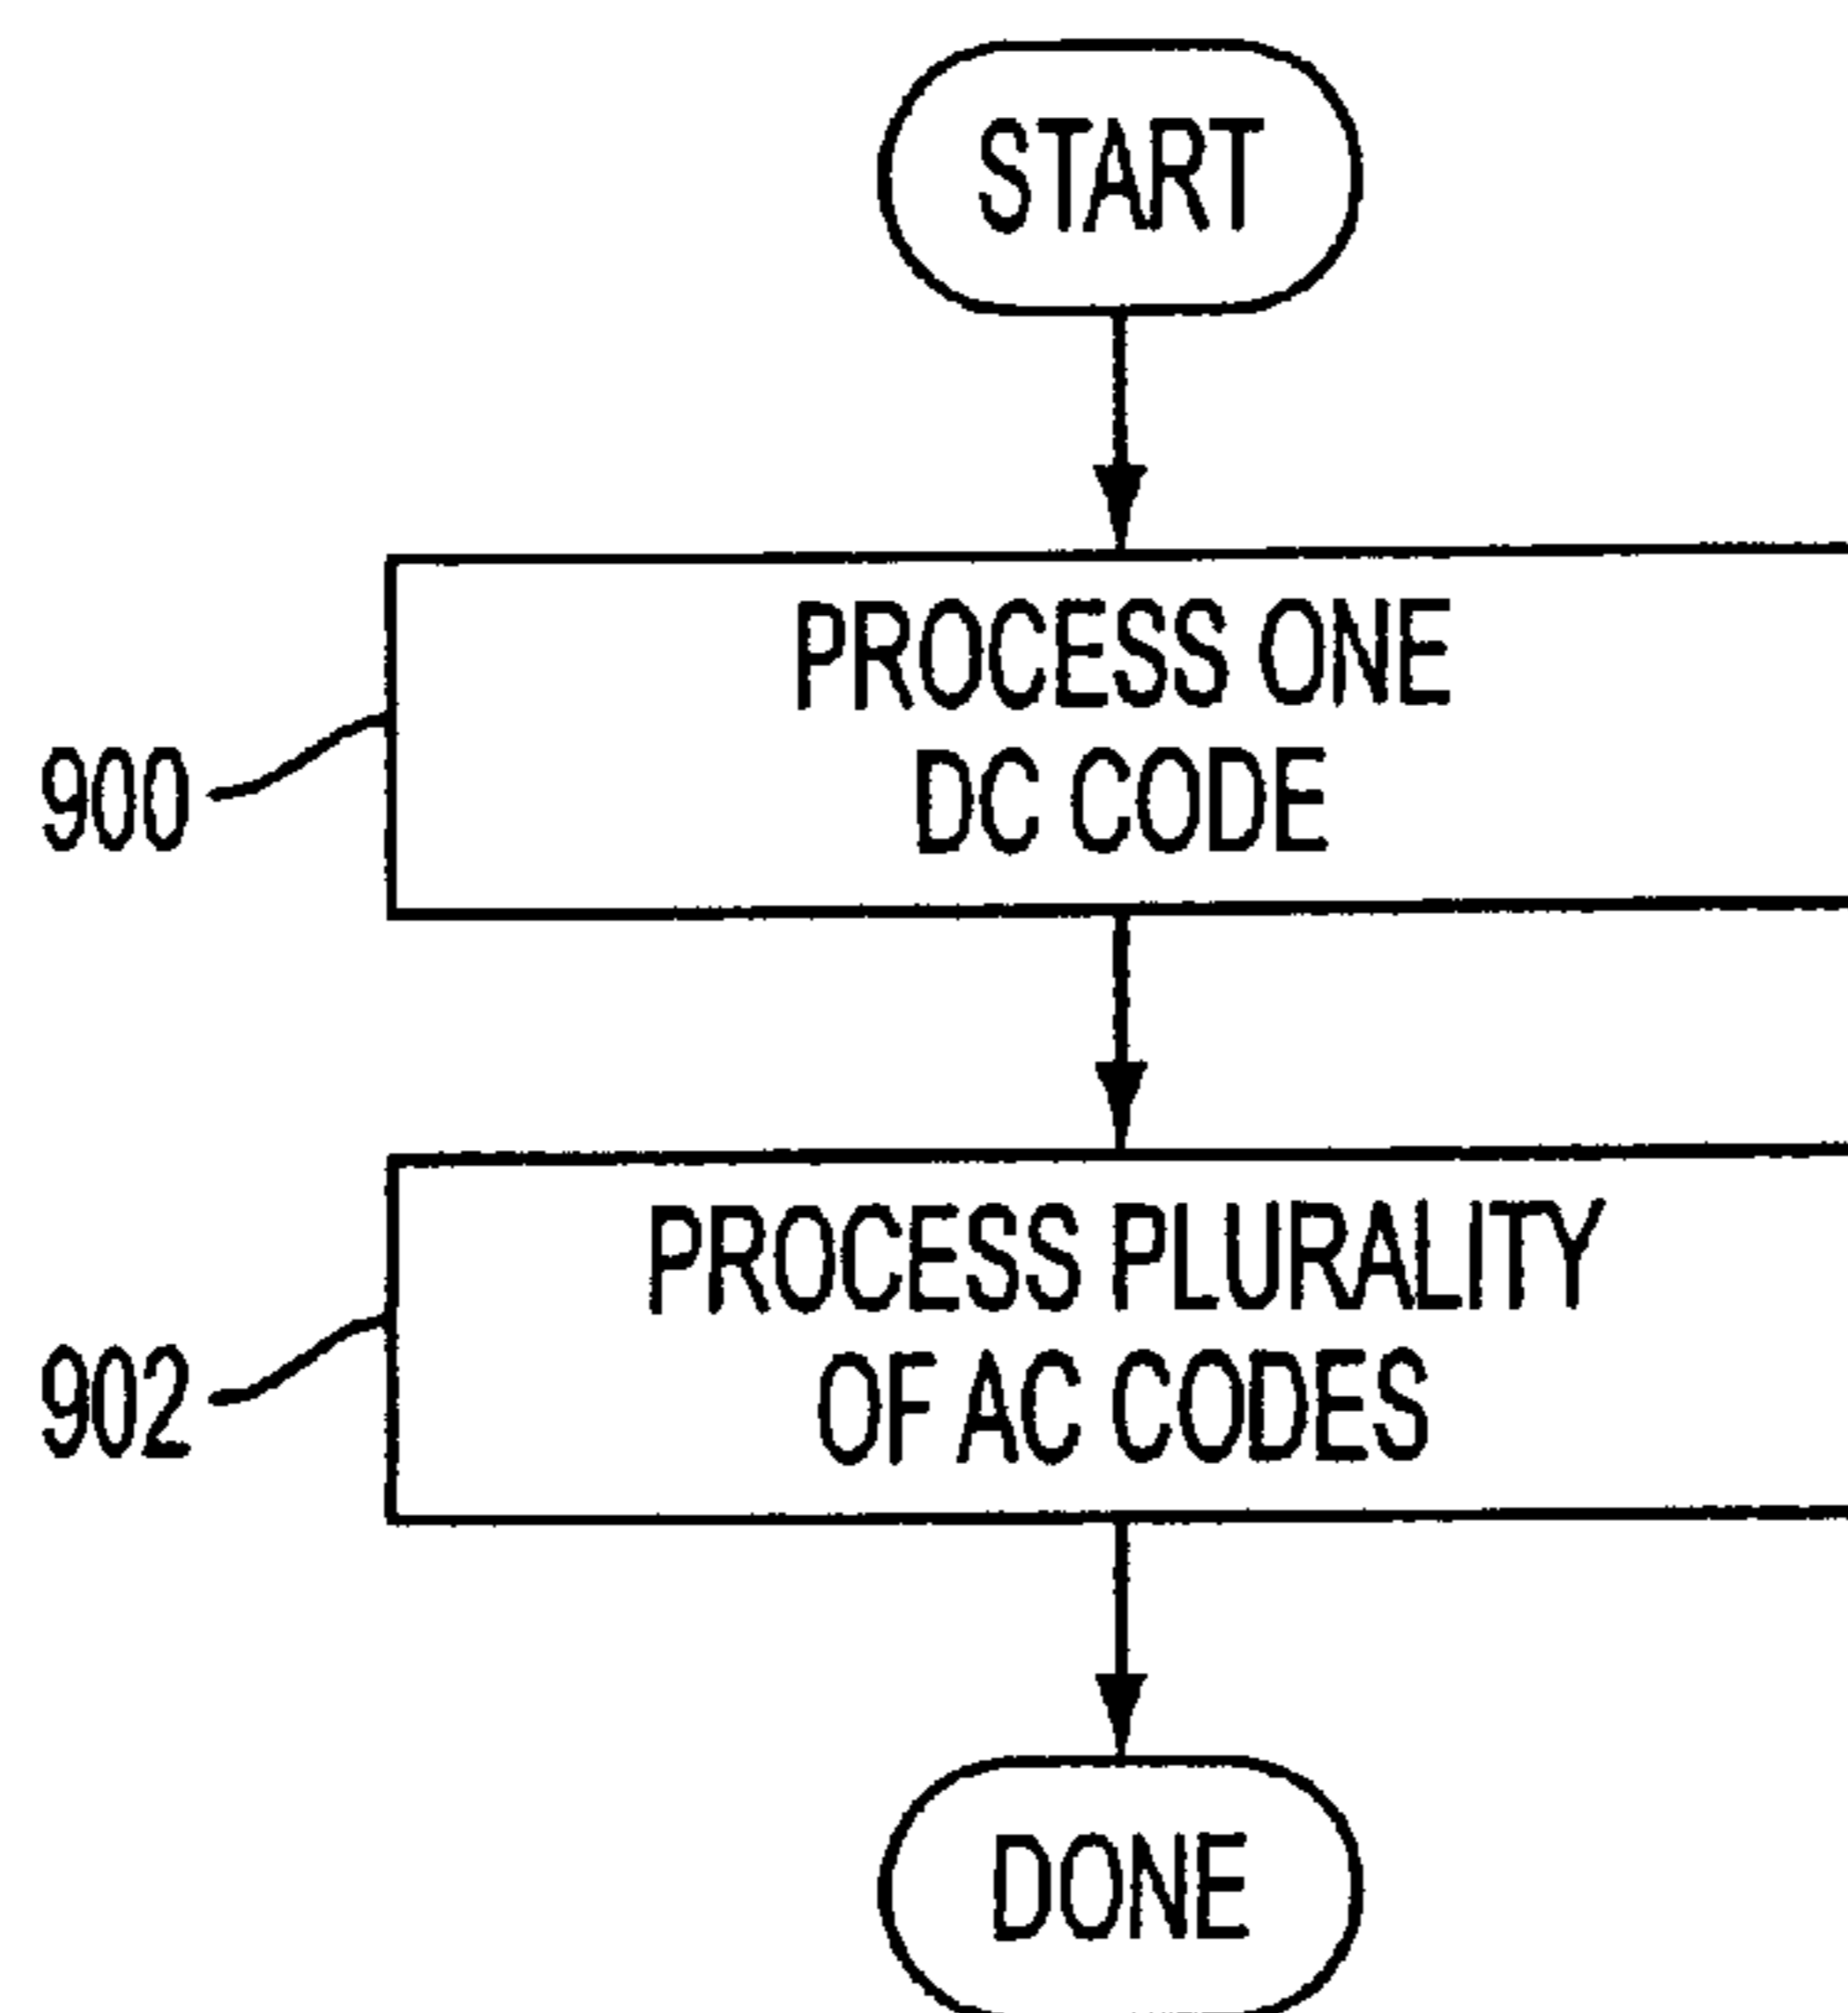 START
PROCESS ONE
DC CODE
900
PROCESS PLURALITY
OF AC CODES
902
DONE